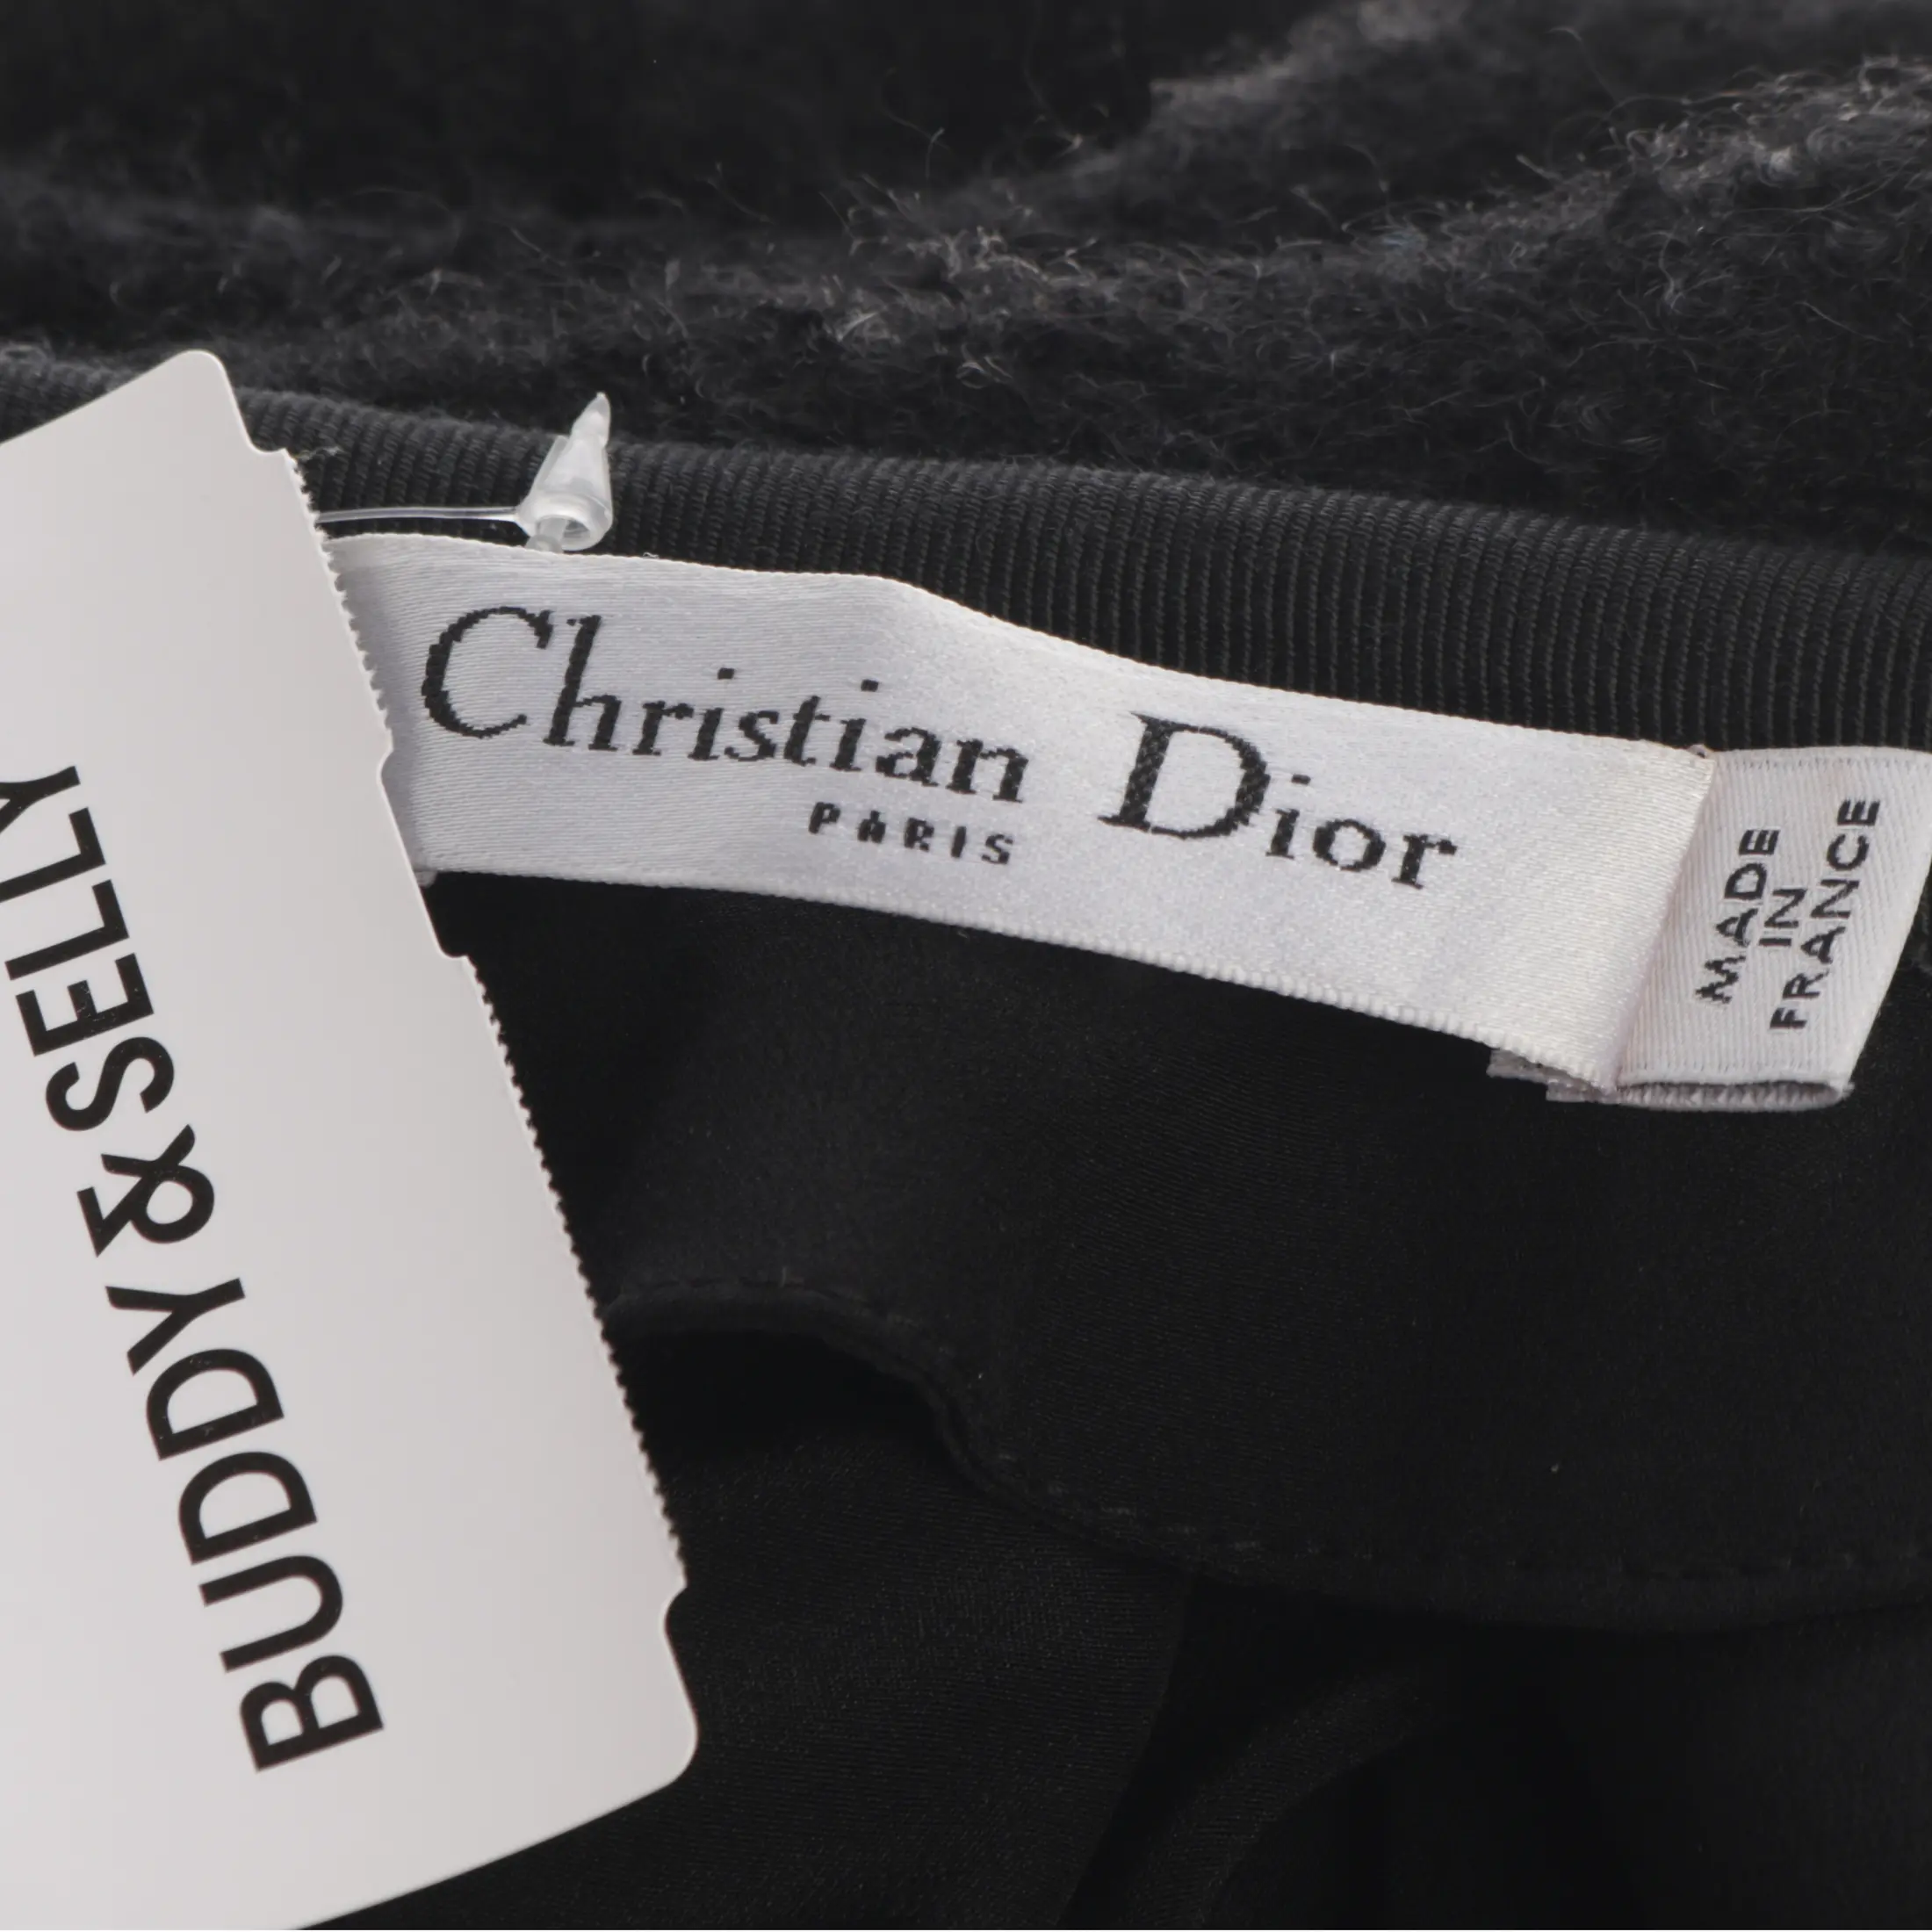 Christian Dior
PARIS
MADE
IN
FRANCE
BUDDY & SELLY